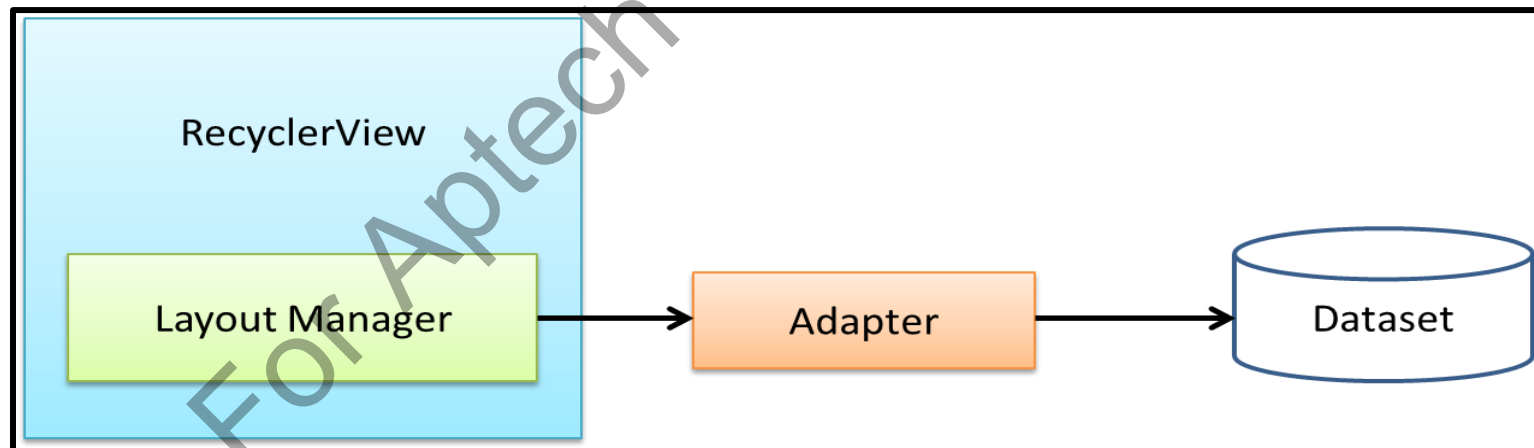 RecyclerView
Layout Manager
Adapter
Dataset
For Aptech